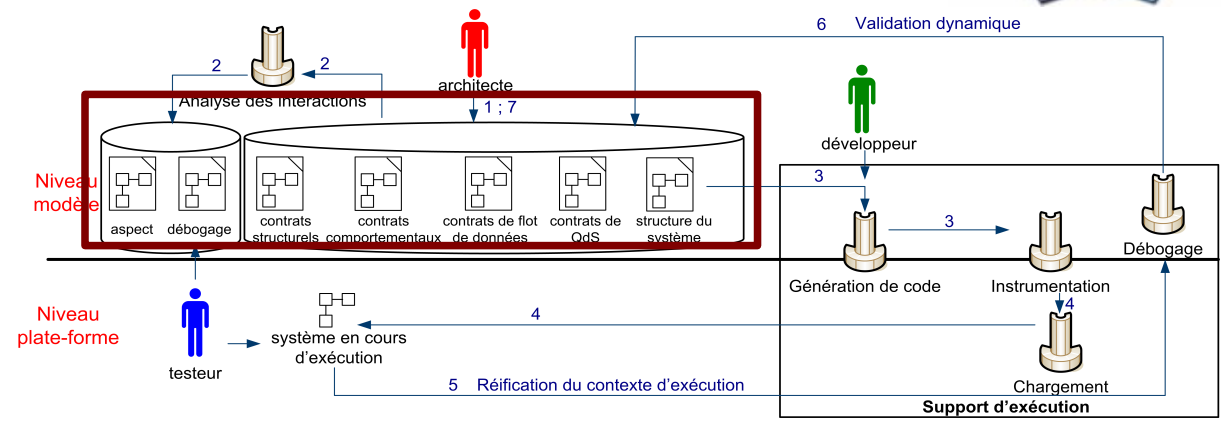 6 Validation dynamique
2
2
architecte
Analyse des interactions
1 ; 7
développeur
Niveau
modèle
aspect
débogage
contrats
structurels
contrats
comportementaux
contrats de flot
de données
contrats de
QdS
structure du
système
3
3
Débogage
Génération de code
Instrumentation
Niveau
plate-forme
4
4
système en cours
d'exécution
testeur
5 Réification du contexte d'exécution
Chargement
Support d'exécution